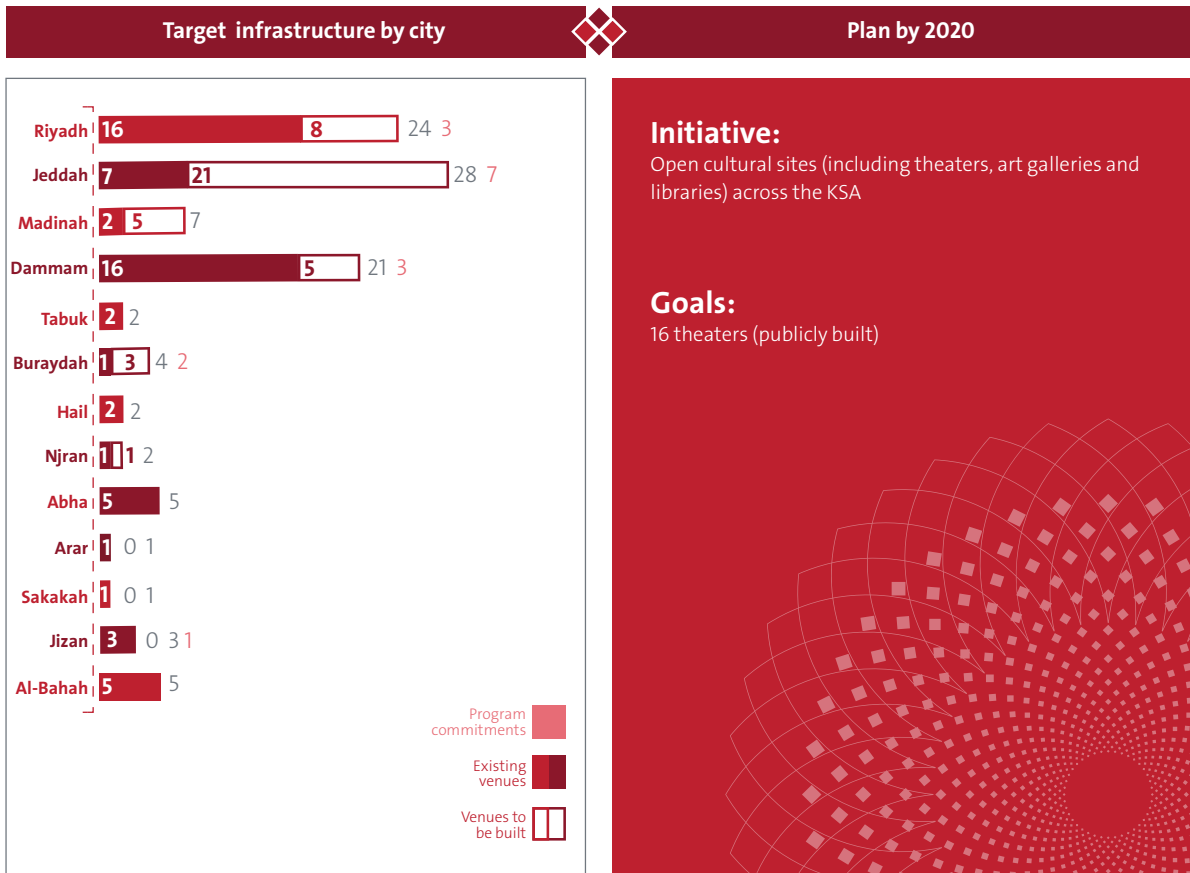 Target infrastructure by city
Plan by 2020
Riyadh 16 8 24 3
Jeddah 7 21 28 7
Madinah 2 5 7
Dammam 16 5 21 3
Tabuk 2 2
Buraydah 1 3 4 2
Hail 2 2
Njran 1 1 2
Abha 5 5
Arar 1 0 1
Sakakah 1 0 1
Jizan 3 0 3 1
Al-Bahah 5 5
Program
commitments
Existing
venues
Venues to
be built
Initiative:
Open cultural sites (including theaters, art galleries and
libraries) across the KSA
Goals:
16 theaters (publicly built)